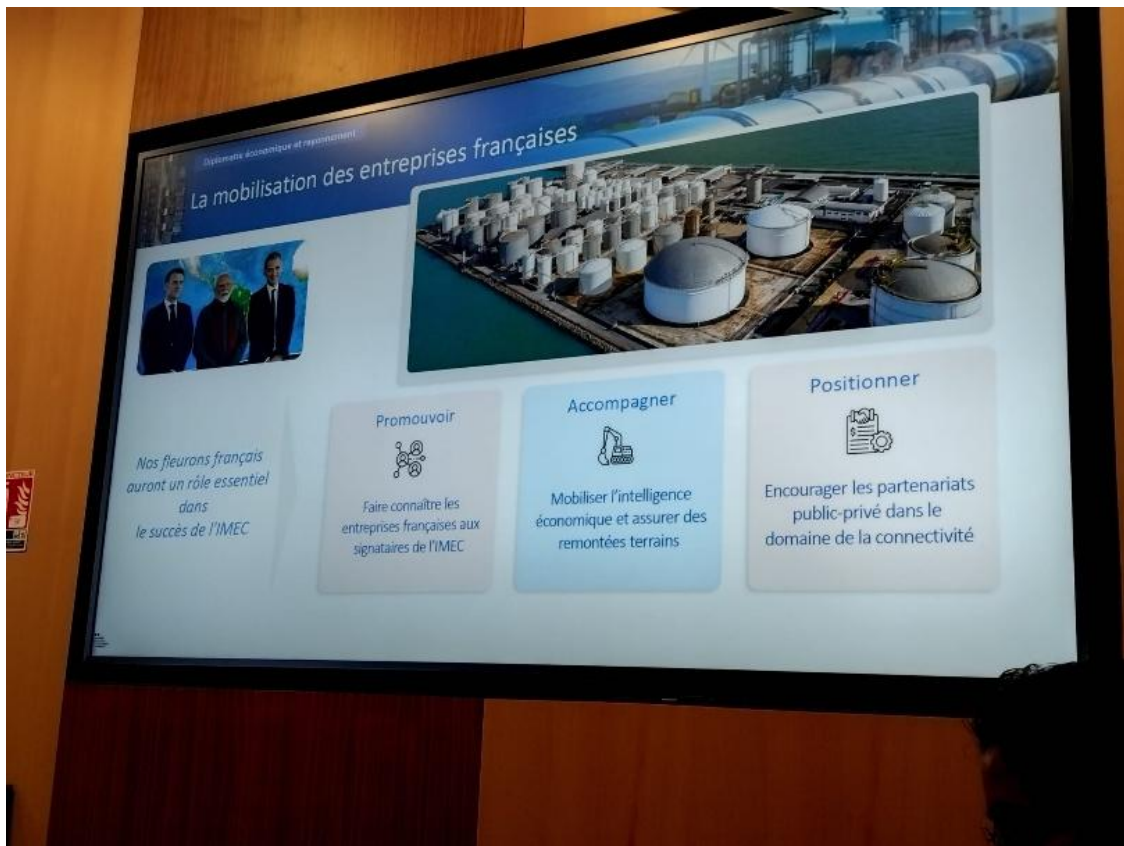 Diplomatie économique et rayonnement
La mobilisation des entreprises françaises
Nos fleurons français
auront un rôle essentiel
dans
le succès de l'IMEC
Promouvoir
Faire connaître les
entreprises françaises aux
signataires de l'IMEC
Accompagner
Mobiliser l'intelligence
économique et assurer des
remontées terrains
Positionner
Encourager les partenariats
public-privé dans le
domaine de la connectivité